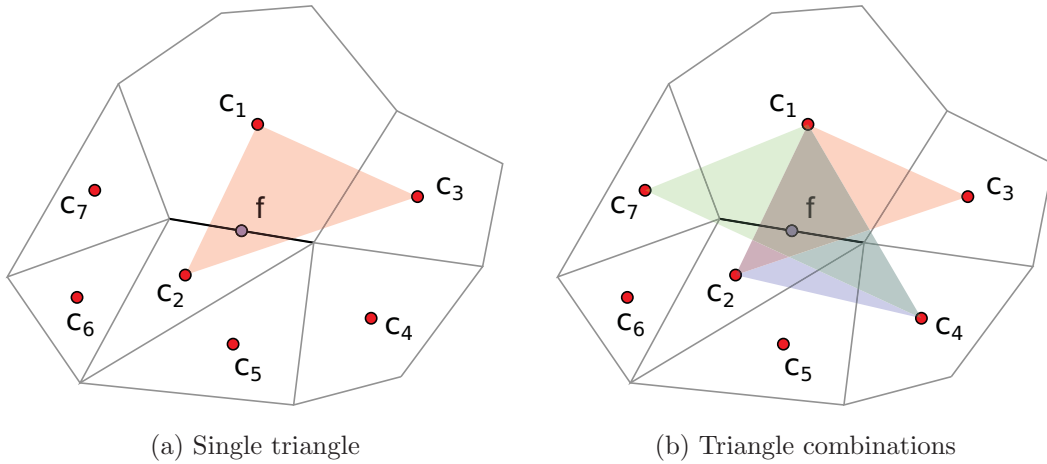 c1
c3
f
c7
c2
c6
c4
c5
c1
c3
f
c7
c2
c6
c4
c5
(a) Single triangle
(b) Triangle combinations